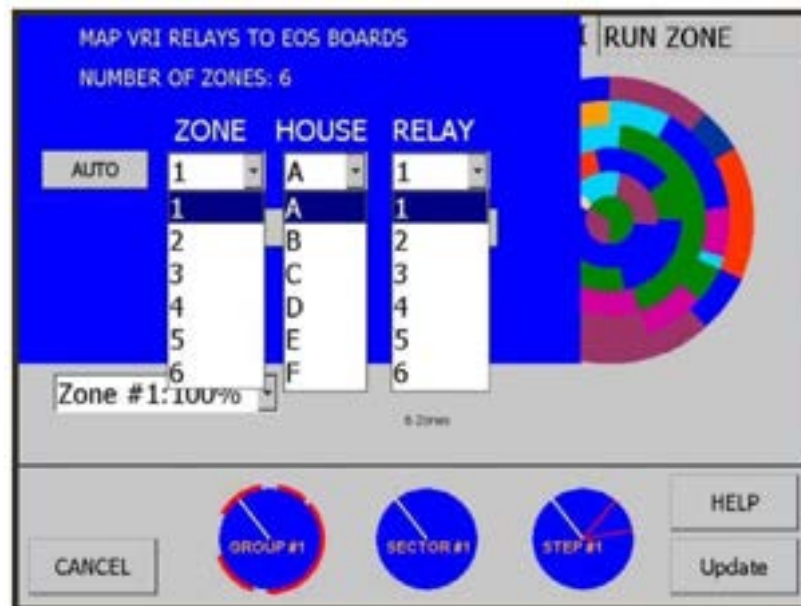 MAP VRI RELAYS TO EOS BOARDS
RUN ZONE
NUMBER OF ZONES: 6
ZONE HOUSE RELAY
AUTO 1 A 1
1 A 1
2 B 2
3 C 3
4 D 4
5 E 5
6 F 6
Zone #1:100%
6 Zones
GROUP #1
SECTOR #1
STEP #1
HELP
CANCEL
Update